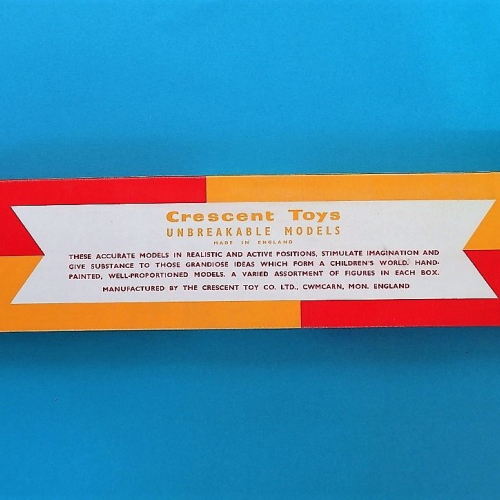 Crescent Toys
UNBREAKABLE MODELS
MADE IN ENGLAND
THESE ACCURATE MODELS IN REALISTIC AND ACTIVE POSITIONS, STIMULATE IMAGINATION AND
GIVE SUBSTANCE TO THOSE GRANDIOSE IDEAS WHICH FORM A CHILDREN'S WORLD. HAND-
PAINTED, WELL-PROPORTIONED MODELS. A VARIED ASSORTMENT OF FIGURES IN EACH BOX.
MANUFACTURED BY THE CRESCENT TOY CO. LTD., CWMCARN, MON. ENGLAND